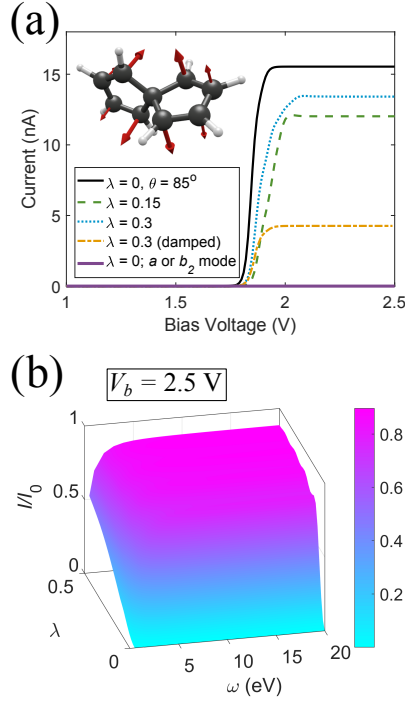 (a)
15
10
5
0
Current (nA)
λ = 0, θ = 85°
λ = 0.15
λ = 0.3
λ = 0.3 (damped)
λ = 0; a or b₂ mode
1
1.5
2
2.5
Bias Voltage (V)
(b)
V_b = 2.5 V
1
0.5
0
I/I₀
0.5
0
λ
5
10
15
20
ω (eV)
0.8
0.6
0.4
0.2